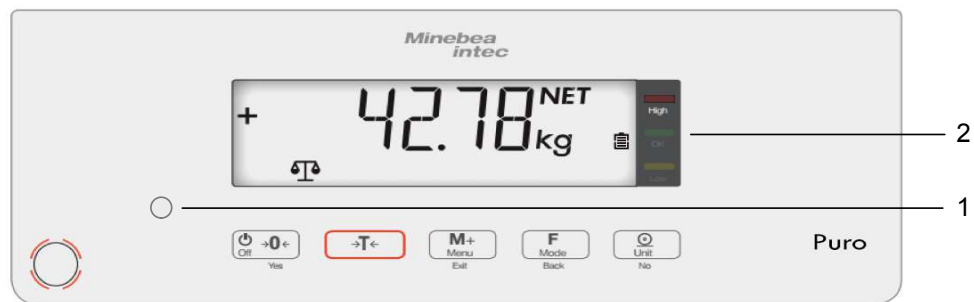 Minebea
intec
+ 42.78 NET
kg
High
OK
Low
2
1
Off →0← →T← M+ Menu F Mode Unit
Yes Exit Back No
Puro